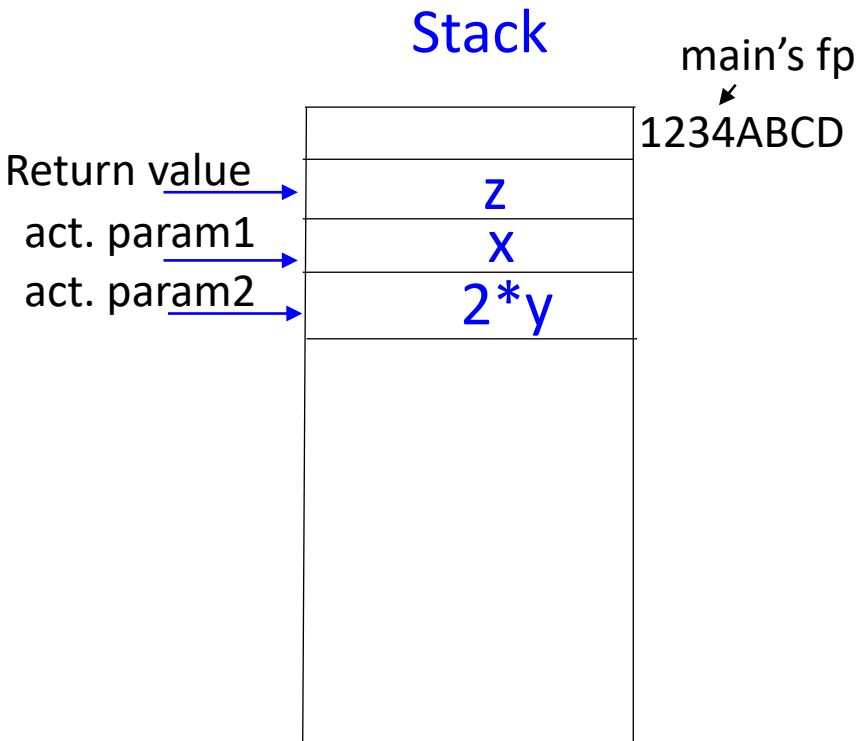 Stack
main's fp
1234ABCD
Return value
z
act. param1
x
act. param2
2*y